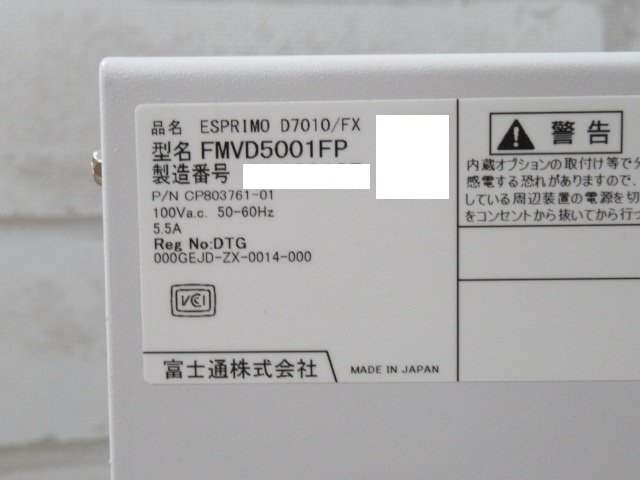 品名 ESPRIMO D7010/FX
型名 FMVD5001FP
製造番号
P/N CP803761-01
100Va.c. 50-60Hz
5.5A
Reg No:DTG
000GEJD-ZX-0014-000
VCCI
富士通株式会社
MADE IN JAPAN
警告
内蔵オプションの取付け等で分
感電する恐れがありますので、
している周辺装置の電源を切
をコンセントから抜いてから行っ